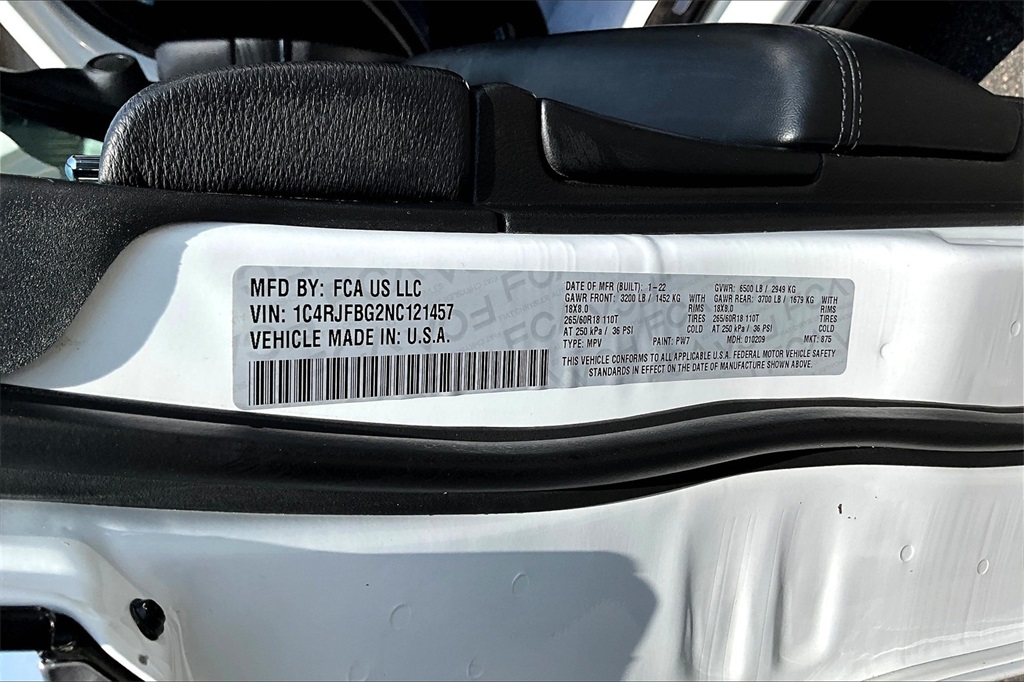 MFD BY: FCA US LLC
VIN: 1C4RJFBG2NC121457
VEHICLE MADE IN: U.S.A.
DATE OF MFR (BUILT): 1-22 GVWR: 6500 LB / 2949 KG
GAWR FRONT: 3200 LB / 1452 KG WITH GAWR REAR: 3700 LB / 1679 KG WITH
18X8.0 RIMS 18X8.0 RIMS
265/60R18 110T TIRES 265/60R18 110T TIRES
AT 250 kPa / 36 PSI COLD AT 250 kPa / 36 PSI COLD
TYPE: MPV PAINT: PW7 MDH: 010209 MKT: 875
THIS VEHICLE CONFORMS TO ALL APPLICABLE U.S.A. FEDERAL MOTOR VEHICLE SAFETY
STANDARDS IN EFFECT ON THE DATE OF MANUFACTURE SHOWN ABOVE.